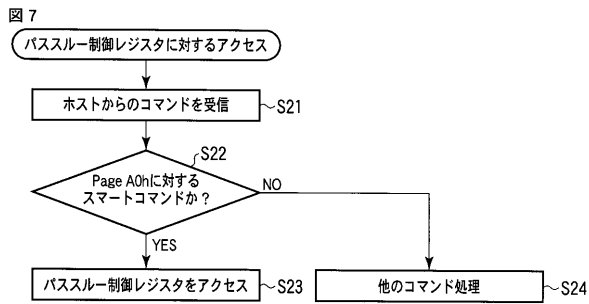 図7
パススルー制御レジスタに対するアクセス
ホストからのコマンドを受信
S21
S22
Page A0hに対する
スマートコマンドか?
NO
YES
パススルー制御レジスタをアクセス
S23
他のコマンド処理
S24